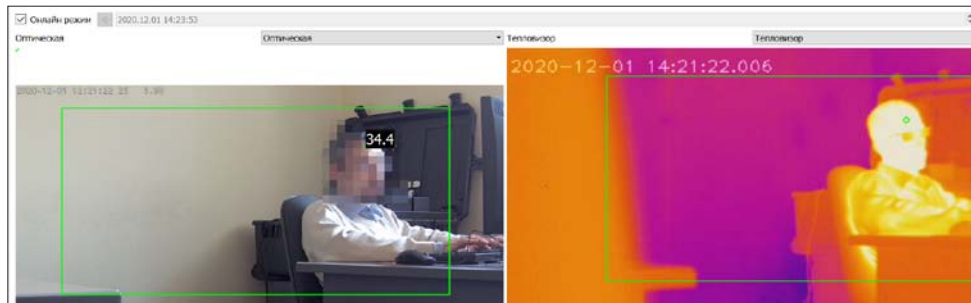 Онлайн режим 2020.12.01 14:23:53
Оптическая Оптическая Тепловизор Тепловизор
2020-12-01 14:21:22.006
34.4